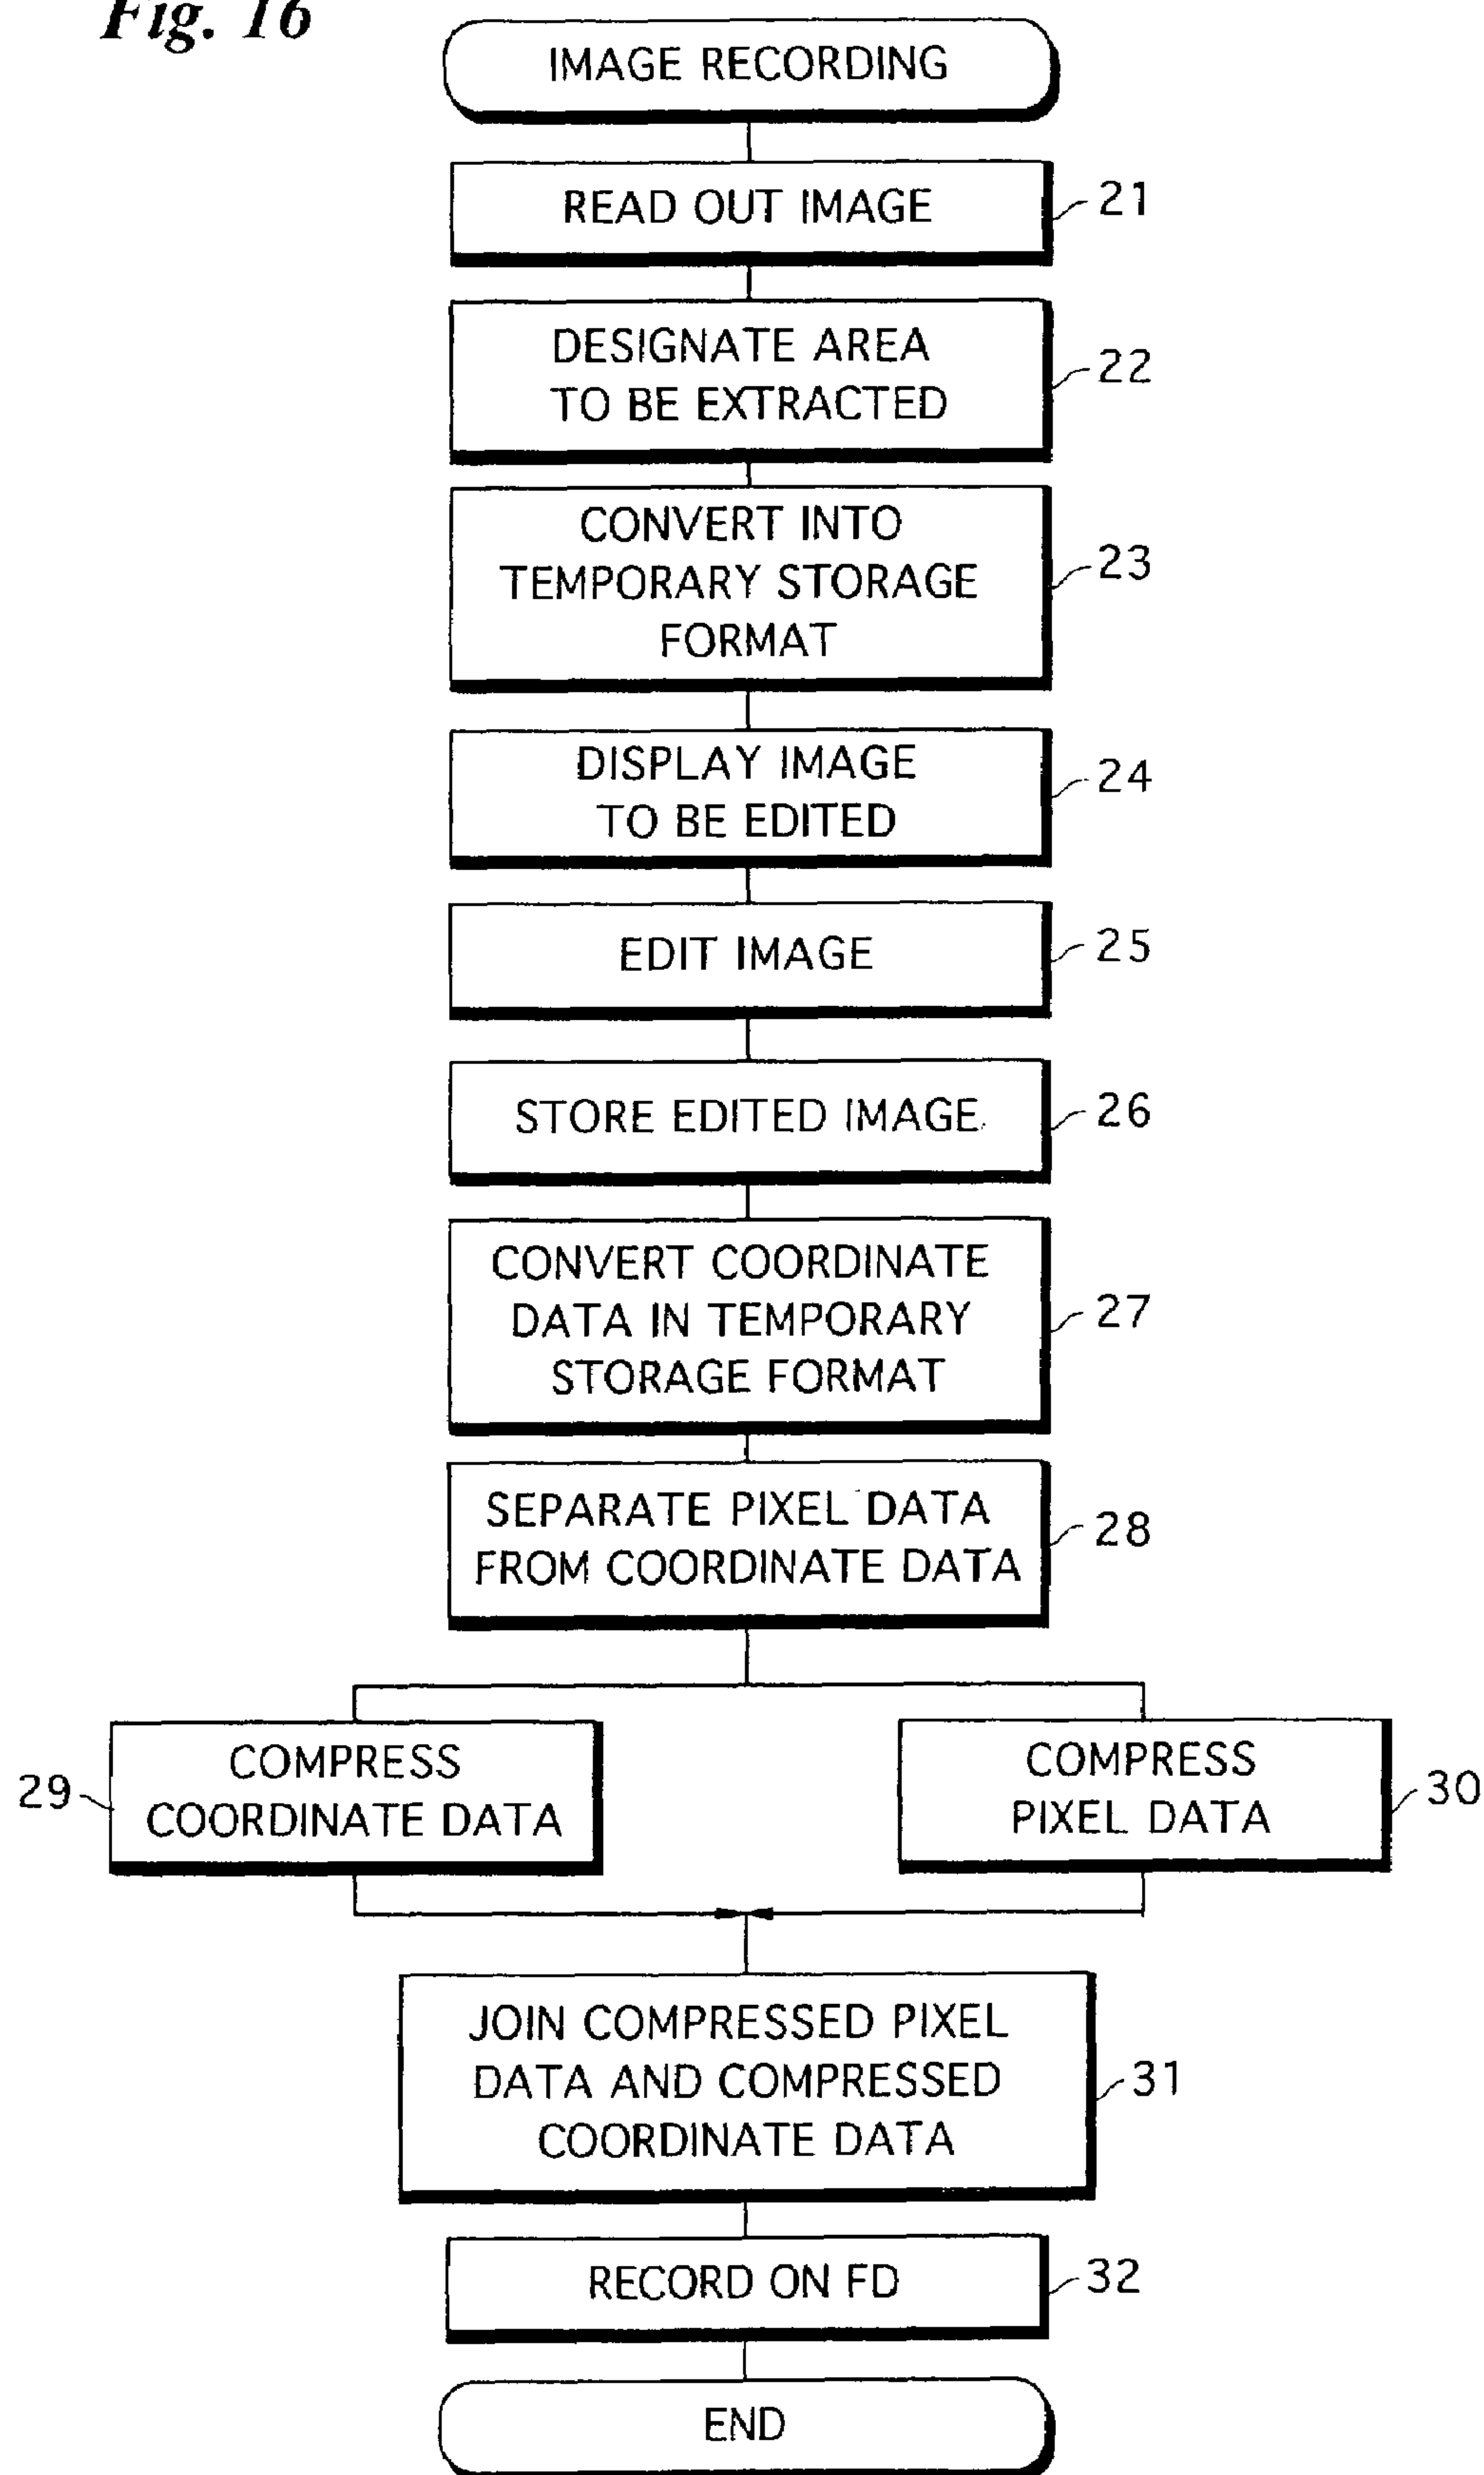 Fig. 16
IMAGE RECORDING
READ OUT IMAGE
21
DESIGNATE AREA
TO BE EXTRACTED
22
CONVERT INTO
TEMPORARY STORAGE
FORMAT
23
DISPLAY IMAGE
TO BE EDITED
24
EDIT IMAGE
25
STORE EDITED IMAGE
26
CONVERT COORDINATE
DATA IN TEMPORARY
STORAGE FORMAT
27
SEPARATE PIXEL DATA
FROM COORDINATE DATA
28
29
COMPRESS
COORDINATE DATA
COMPRESS
PIXEL DATA
30
JOIN COMPRESSED PIXEL
DATA AND COMPRESSED
COORDINATE DATA
31
RECORD ON FD
32
END